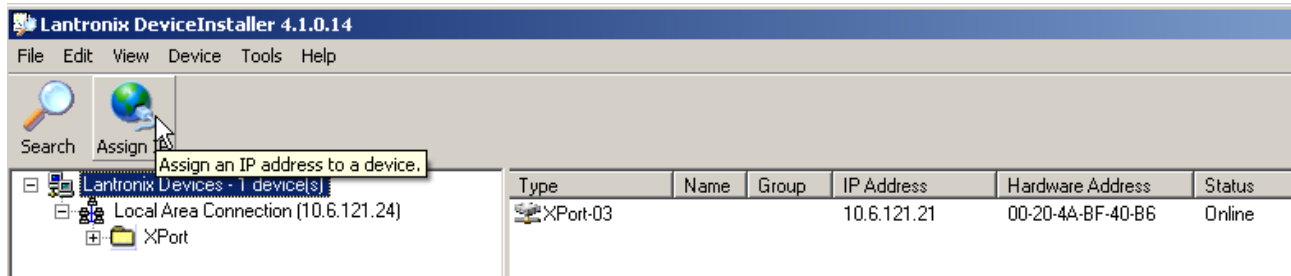 Lantronix DeviceInstaller 4.1.0.14
File Edit View Device Tools Help
Search Assign
Assign an IP address to a device.
Lantronix Devices - 1 device(s)
Local Area Connection (10.6.121.24)
XPort
Type Name Group IP Address Hardware Address Status
XPort-03 10.6.121.21 00-20-4A-BF-40-B6 Online